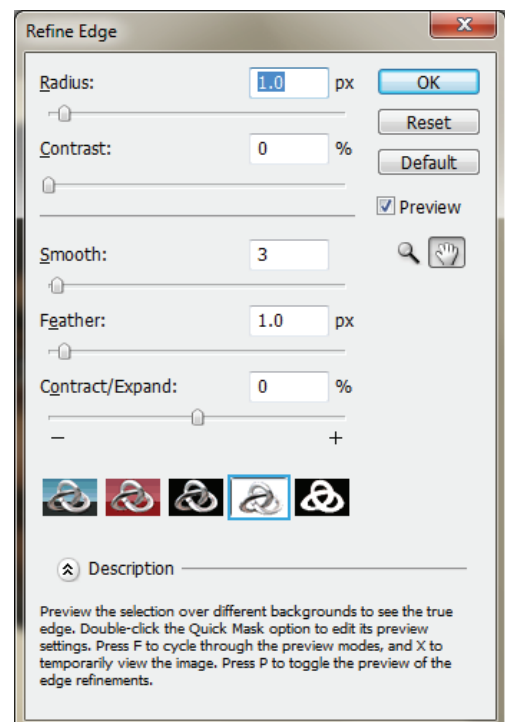 Refine Edge
Radius: 1.0 px
OK
Reset
Contrast: 0 %
Default
Preview
Smooth: 3
Feather: 1.0 px
Contract/Expand: 0 %
− +
Description
Preview the selection over different backgrounds to see the true
edge. Double-click the Quick Mask option to edit its preview
settings. Press F to cycle through the preview modes, and X to
temporarily view the image. Press P to toggle the preview of the
edge refinements.